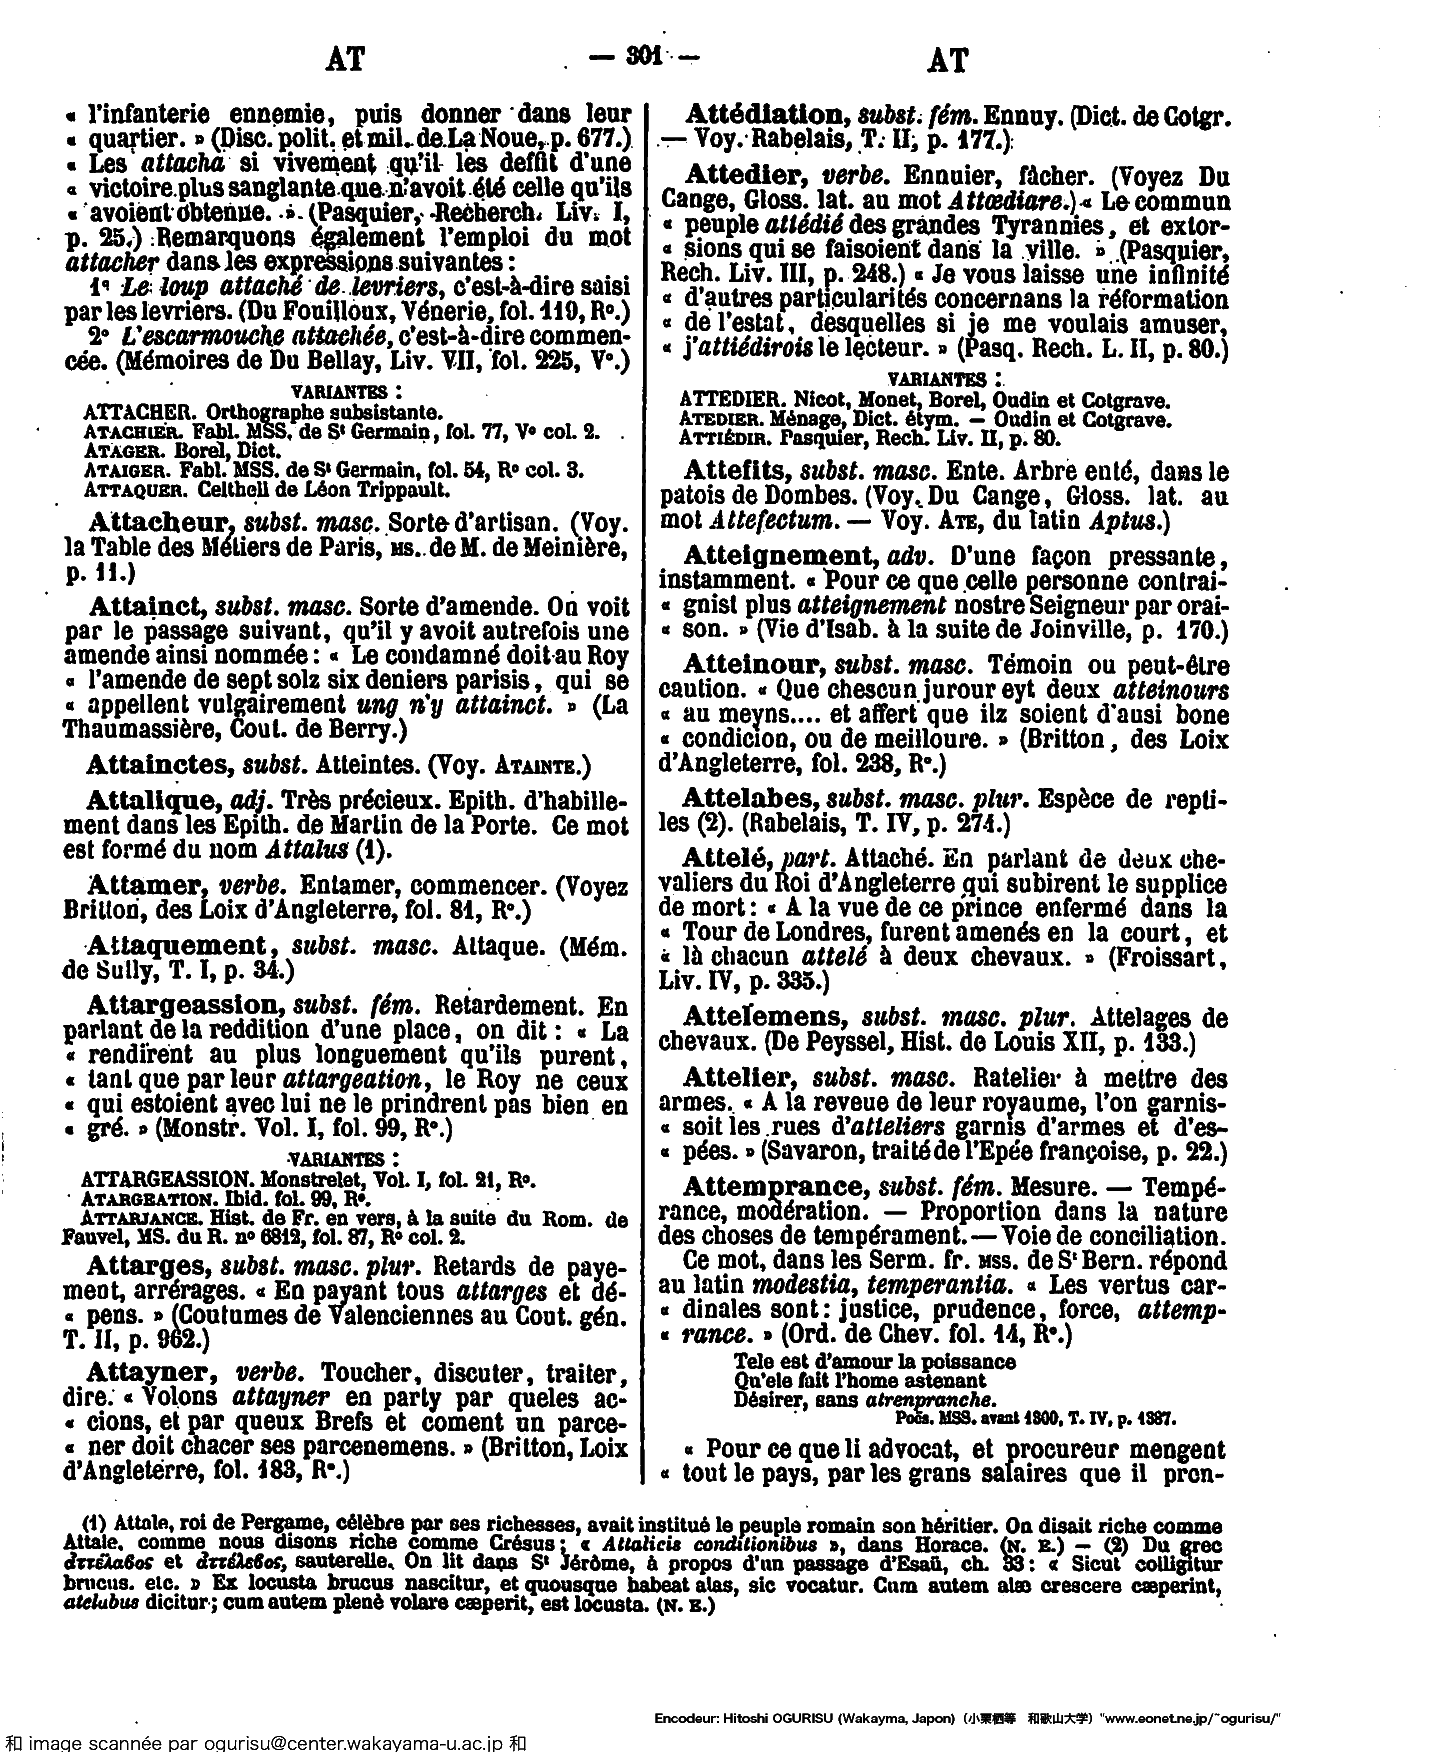 AT — 301 — AT
« l'infanterie ennemie, puis donner dans leur
« quartier. » (Disc. polit. et mil. de La Noue, p. 677.)
« Les attacha si vivement qu'il les deffit d'une
« victoire plus sanglante que n'avoit été celle qu'ils
« avoient obtenue. » (Pasquier, Recherch. Liv. I,
p. 25.) Remarquons également l'emploi du mot
attacher dans les expressions suivantes :
1° Le loup attaché de levriers, c'est-à-dire saisi
par les levriers. (Du Fouilloux, Vénerie, fol. 119, R°.)
2° L'escarmouche attachée, c'est-à-dire commen-
cée. (Mémoires de Du Bellay, Liv. VII, fol. 225, V°.)
VARIANTES :
ATTACHER. Orthographe subsistante.
ATACHIER. Fabl. MSS. de St Germain, fol. 77, V° col. 2.
ATAGER. Borel, Dict.
ATAIGER. Fabl. MSS. de St Germain, fol. 54, R° col. 3.
ATTAQUER. Celthell de Léon Trippault.
Attacheur, subst. masc. Sorte d'artisan. (Voy.
la Table des Métiers de Paris, MS. de M. de Meinière,
p. 11.)
Attainct, subst. masc. Sorte d'amende. On voit
par le passage suivant, qu'il y avoit autrefois une
amende ainsi nommée : « Le condamné doit au Roy
« l'amende de sept solz six deniers parisis, qui se
« appellent vulgairement ung n'y attainct. » (La
Thaumassière, Cout. de Berry.)
Attainctes, subst. Atteintes. (Voy. ATAINTE.)
Attalique, adj. Très précieux. Epith. d'habille-
ment dans les Epith. de Martin de la Porte. Ce mot
est formé du nom Attalus (1).
Attamer, verbe. Entamer, commencer. (Voyez
Britton, des Loix d'Angleterre, fol. 81, R°.)
Attaquement, subst. masc. Attaque. (Mém.
de Sully, T. I, p. 34.)
Attargeassion, subst. fém. Retardement. En
parlant de la reddition d'une place, on dit : « La
« rendirent au plus longuement qu'ils purent,
« tant que par leur attargeation, le Roy ne ceux
« qui estoient avec lui ne le prindrent pas bien en
« gré. » (Monstr. Vol. I, fol. 99, R°.)
VARIANTES :
ATTARGEASSION. Monstrelet, Vol. I, fol. 21, R°.
ATARGEATION. Ibid. fol. 99, R°.
ATTARJANCE. Hist. de Fr. en vers, à la suite du Rom. de
Fauvel, MS. du R. n° 6812, fol. 87, R° col. 2.
Attarges, subst. masc. plur. Retards de paye-
ment, arrérages. « En payant tous attarges et dé-
« pens. » (Coutumes de Valenciennes au Cout. gén.
T. II, p. 962.)
Attayner, verbe. Toucher, discuter, traiter,
dire. « Volons attayner en party par queles ac-
« cions, et par queux Brefs et coment un parce-
« ner doit chacer ses parcenemens. » (Britton, Loix
d'Angleterre, fol. 183, R°.)
Attédiation, subst. fém. Ennuy. (Dict. de Cotgr.
— Voy. Rabelais, T. II, p. 177.)
Attedier, verbe. Ennuier, fâcher. (Voyez Du
Cange, Gloss. lat. au mot Attœdiare.) « Le commun
« peuple attédié des grandes Tyrannies, et extor-
« sions qui se faisoient dans la ville. » (Pasquier,
Rech. Liv. III, p. 248.) « Je vous laisse une infinité
« d'autres particularités concernans la réformation
« de l'estat, desquelles si je me voulais amuser,
« j'attiédirois le lecteur. » (Pasq. Rech. L. II, p. 80.)
VARIANTES :
ATTEDIER. Nicot, Monet, Borel, Oudin et Cotgrave.
ATEDIER. Ménage, Dict. étym. — Oudin et Cotgrave.
ATTIÉDIR. Pasquier, Rech. Liv. II, p. 80.
Attefits, subst. masc. Ente. Arbre enté, dans le
patois de Dombes. (Voy. Du Cange, Gloss. lat. au
mot Attefectum. — Voy. ATE, du latin Aptus.)
Atteignement, adv. D'une façon pressante,
instamment. « Pour ce que celle personne contrai-
« gnist plus atteignement nostre Seigneur par orai-
« son. » (Vie d'Isab. à la suite de Joinville, p. 170.)
Atteinour, subst. masc. Témoin ou peut-être
caution. « Que chescun jurour eyt deux atteinours
« au meyns.... et affert que ilz soient d'ausi bone
« condicion, ou de meilloure. » (Britton, des Loix
d'Angleterre, fol. 238, R°.)
Attelabes, subst. masc. plur. Espèce de repti-
les (2). (Rabelais, T. IV, p. 274.)
Attelé, part. Attaché. En parlant de deux che-
valiers du Roi d'Angleterre qui subirent le supplice
de mort : « A la vue de ce prince enfermé dans la
« Tour de Londres, furent amenés en la court, et
« là chacun attelé à deux chevaux. » (Froissart,
Liv. IV, p. 335.)
Attelemens, subst. masc. plur. Attelages de
chevaux. (De Peyssel, Hist. de Louis XII, p. 133.)
Attelier, subst. masc. Ratelier à mettre des
armes. « A la reveue de leur royaume, l'on garnis-
« soit les rues d'atteliers garnis d'armes et d'es-
« pées. » (Savaron, traité de l'Epée françoise, p. 22.)
Attemprance, subst. fém. Mesure. — Tempé-
rance, modération. — Proportion dans la nature
des choses de tempérament. — Voie de conciliation.
Ce mot, dans les Serm. fr. MSS. de St Bern. répond
au latin modestia, temperantia. « Les vertus car-
« dinales sont : justice, prudence, force, attemp-
« rance. » (Ord. de Chev. fol. 14, R°.)
Tele est d'amour la poissance
Qu'ele fait l'home astenant
Désirer, sans atrenpranche.
Poës. MSS. avant 1300, T. IV, p. 1387.
« Pour ce que li advocat, et procureur mengent
« tout le pays, par les grans salaires que il pron-
(1) Attale, roi de Pergame, célèbre par ses richesses, avait institué le peuple romain son héritier. On disait riche comme
Attale, comme nous disons riche comme Crésus ; « Attalicis conditionibus », dans Horace. (N. E.) — (2) Du grec
ἀττέλαβος et ἀττέλεβος, sauterelle. On lit dans St Jérôme, à propos d'un passage d'Esaü, ch. 33 : « Sicut colligitur
brucus. etc. » Ex locusta brucus nascitur, et quousque habeat alas, sic vocatur. Cum autem alæ crescere cæperint,
atelabus dicitur ; cum autem plenè volare cæperit, est locusta. (N. E.)
Encodeur: Hitoshi OGURISU (Wakayma, Japon) (小栗栖等 和歌山大学) "www.eonet.ne.jp/~ogurisu/"
和 image scannée par ogurisu@center.wakayama-u.ac.jp 和